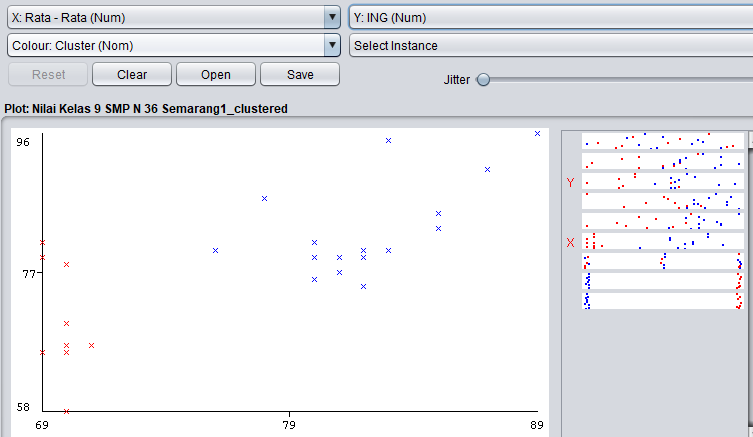 X: Rata - Rata (Num) Y: ING (Num)
Colour: Cluster (Nom) Select Instance
Reset Clear Open Save Jitter
Plot: Nilai Kelas 9 SMP N 36 Semarang1_clustered
96
Y
X
77
58
69 79 89